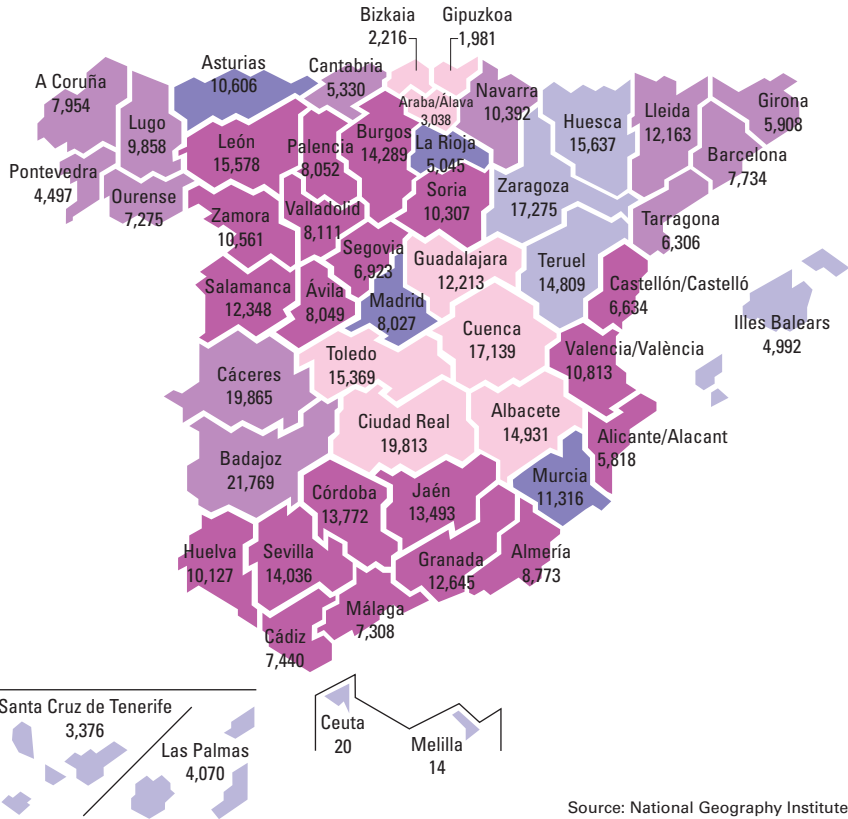 Bizkaia
2,216
Gipuzkoa
1,981
Asturias
10,606
Cantabria
5,330
A Coruña
7,954
Lugo
9,858
Araba/Álava
3,038
Navarra
10,392
Huesca
15,637
Lleida
12,163
Girona
5,908
León
15,578
Palencia
8,052
Burgos
14,289
La Rioja
5,045
Barcelona
7,734
Pontevedra
4,497
Ourense
7,275
Soria
10,307
Zaragoza
17,275
Zamora
10,561
Valladolid
8,111
Tarragona
6,306
Segovia
6,923
Guadalajara
12,213
Teruel
14,809
Castellón/Castelló
6,634
Salamanca
12,348
Ávila
8,049
Madrid
8,027
Illes Balears
4,992
Cuenca
17,139
Toledo
15,369
Valencia/València
10,813
Cáceres
19,865
Ciudad Real
19,813
Albacete
14,931
Alicante/Alacant
5,818
Badajoz
21,769
Murcia
11,316
Córdoba
13,772
Jaén
13,493
Huelva
10,127
Sevilla
14,036
Granada
12,645
Almería
8,773
Málaga
7,308
Cádiz
7,440
Santa Cruz de Tenerife
3,376
Las Palmas
4,070
Ceuta
20
Melilla
14
Source: National Geography Institute